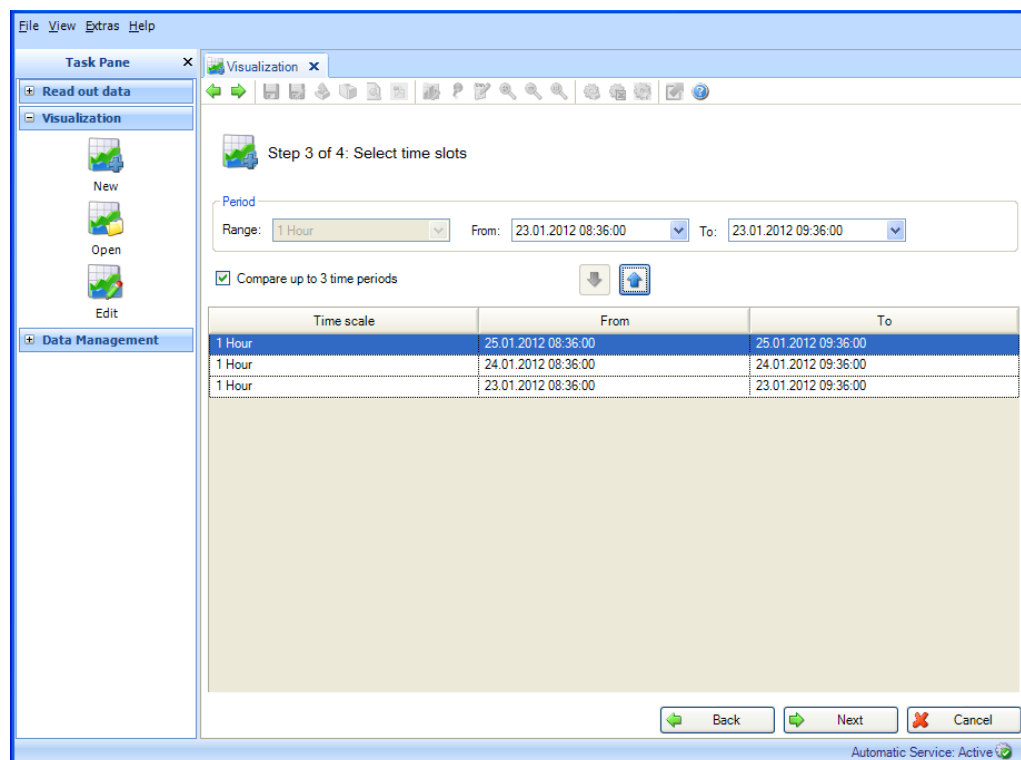 File View Extras Help
Task Pane
Visualization
Read out data
Visualization
New
Open
Edit
Data Management
Step 3 of 4: Select time slots
Period
Range: 1 Hour From: 23.01.2012 08:36:00 To: 23.01.2012 09:36:00
Compare up to 3 time periods
Time scale From To
1 Hour 25.01.2012 08:36:00 25.01.2012 09:36:00
1 Hour 24.01.2012 08:36:00 24.01.2012 09:36:00
1 Hour 23.01.2012 08:36:00 23.01.2012 09:36:00
Back Next Cancel
Automatic Service: Active